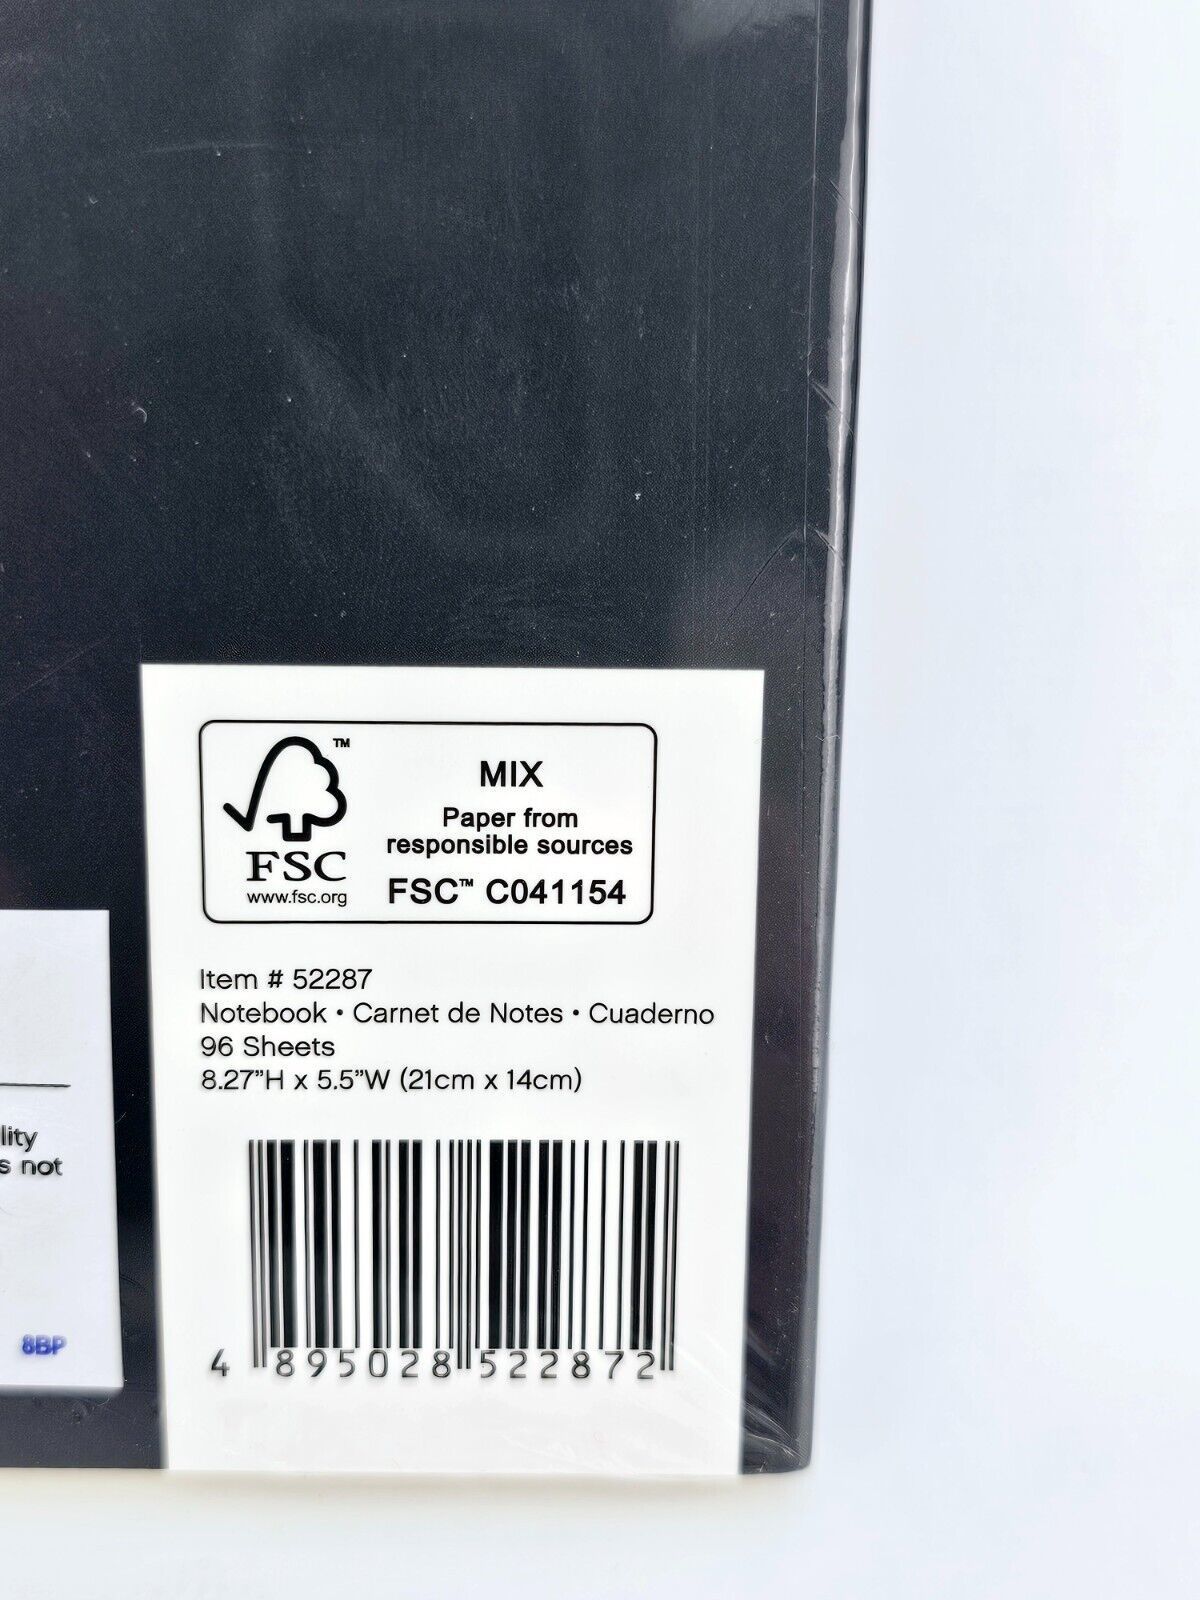 ™
FSC
www.fsc.org
MIX
Paper from
responsible sources
FSC™ C041154
Item # 52287
Notebook • Carnet de Notes • Cuaderno
96 Sheets
8.27”H x 5.5”W (21cm x 14cm)
4 895028 522872
lity
s not
8BP